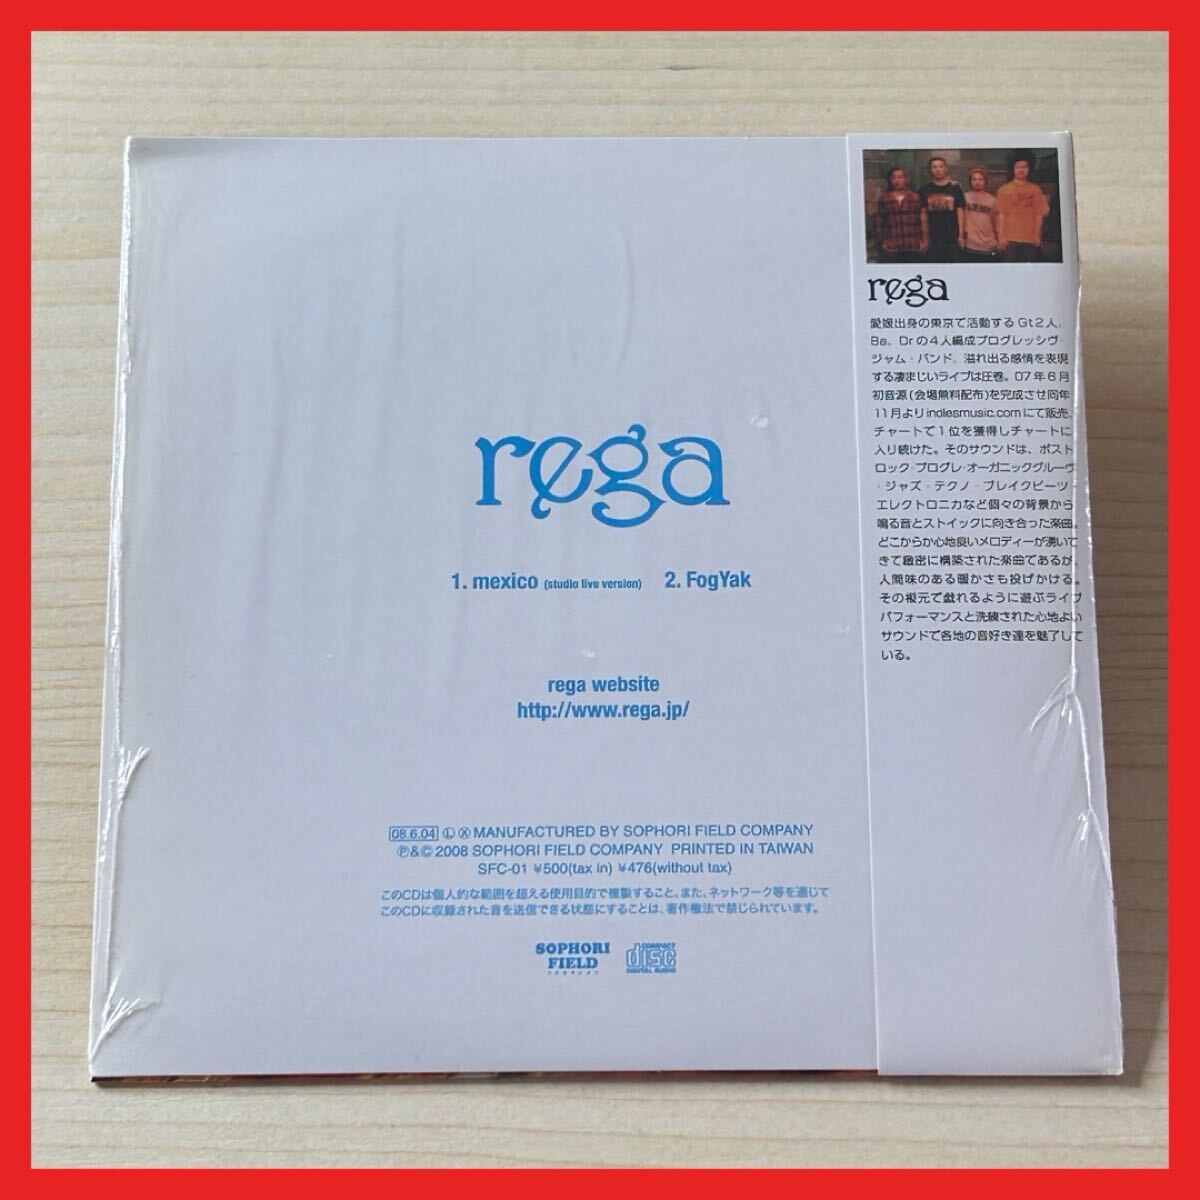 rega
1. mexico (studio live version) 2. FogYak
rega website
http://www.rega.jp/
08.6.04 Ⓛ Ⓧ MANUFACTURED BY SOPHORI FIELD COMPANY
℗&© 2008 SOPHORI FIELD COMPANY PRINTED IN TAIWAN
SFC-01 ¥500(tax in) ¥476(without tax)
このCDは個人的な範囲を超える使用目的で複製すること、また、ネットワーク等を通じて
このCDに収録された音を送信できる状態にすることは、著作権法で禁じられています。
SOPHORI
FIELD
COMPANY
COMPACT
disc
DIGITAL AUDIO
rega
愛媛出身の東京で活動するGt2人、
Ba、Drの4人編成プログレッシヴ・
ジャム・バンド。溢れ出る感情を表現
する凄まじいライブは圧巻。07年6月
初音源(会場無料配布)を完成させ同年
11月よりindiesmusic.comにて販売、
チャートで1位を獲得しチャートに
入り続けた。そのサウンドは、ポスト
ロック・プログレ・オーガニックグルーヴ
・ジャズ・テクノ・ブレイクビーツ・
エレクトロニカなど個々の背景から
鳴る音とストイックに向き合った楽曲。
どこからか心地良いメロディーが湧いて
きて緻密に構築された楽曲であるが、
人間味のある暖かさも投げかける。
その根元で戯れるように遊ぶライブ
パフォーマンスと洗練された心地よい
サウンドで各地の音好き達を魅了して
いる。